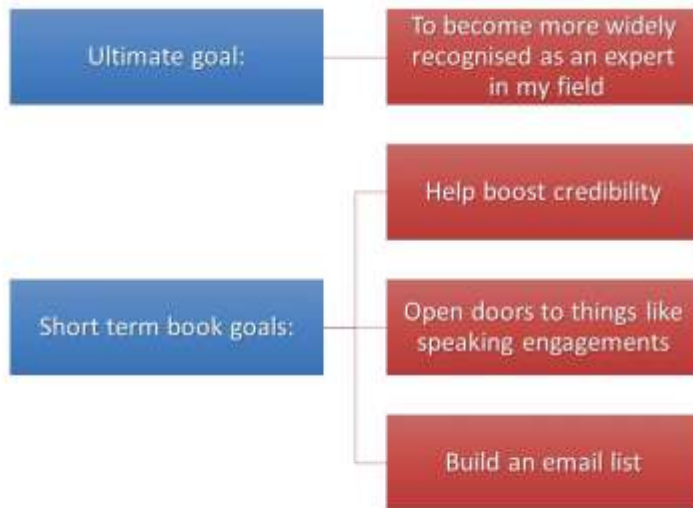 Ultimate goal:
To become more widely
recognised as an expert
in my field
Help boost credibility
Short term book goals:
Open doors to things like
speaking engagements
Build an email list